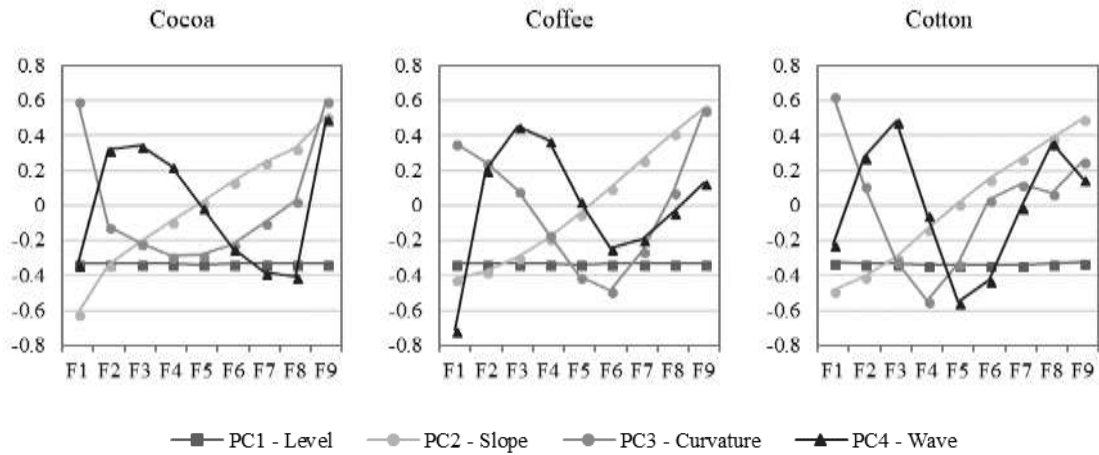 Cocoa Coffee Cotton
0.8 0.8 0.8
0.6 0.6 0.6
0.4 0.4 0.4
0.2 0.2 0.2
0 0 0
-0.2 -0.2 -0.2
-0.4 -0.4 -0.4
-0.6 -0.6 -0.6
-0.8 -0.8 -0.8
F1 F2 F3 F4 F5 F6 F7 F8 F9 F1 F2 F3 F4 F5 F6 F7 F8 F9 F1 F2 F3 F4 F5 F6 F7 F8 F9
PC1 - Level PC2 - Slope PC3 - Curvature PC4 - Wave